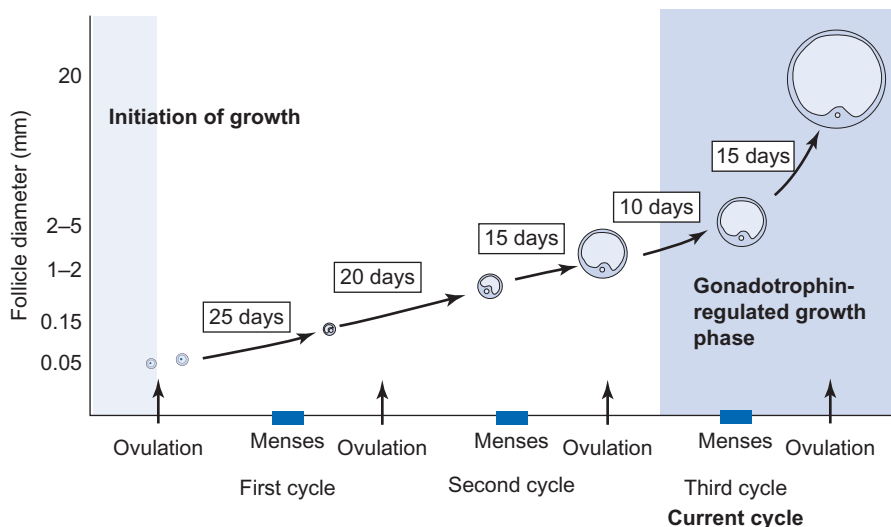 Follicle diameter (mm)
20
2–5
1–2
0.15
0.05
Initiation of growth
25 days
20 days
15 days
10 days
15 days
Gonadotrophin-
regulated growth
phase
Ovulation
Menses
Ovulation
Menses
Ovulation
Menses
Ovulation
First cycle
Second cycle
Third cycle
Current cycle